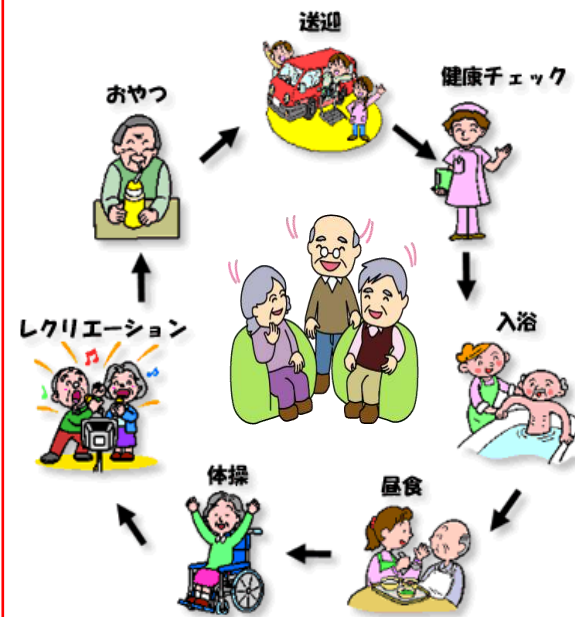 送迎
健康チェック
入浴
昼食
体操
レクリエーション
おやつ